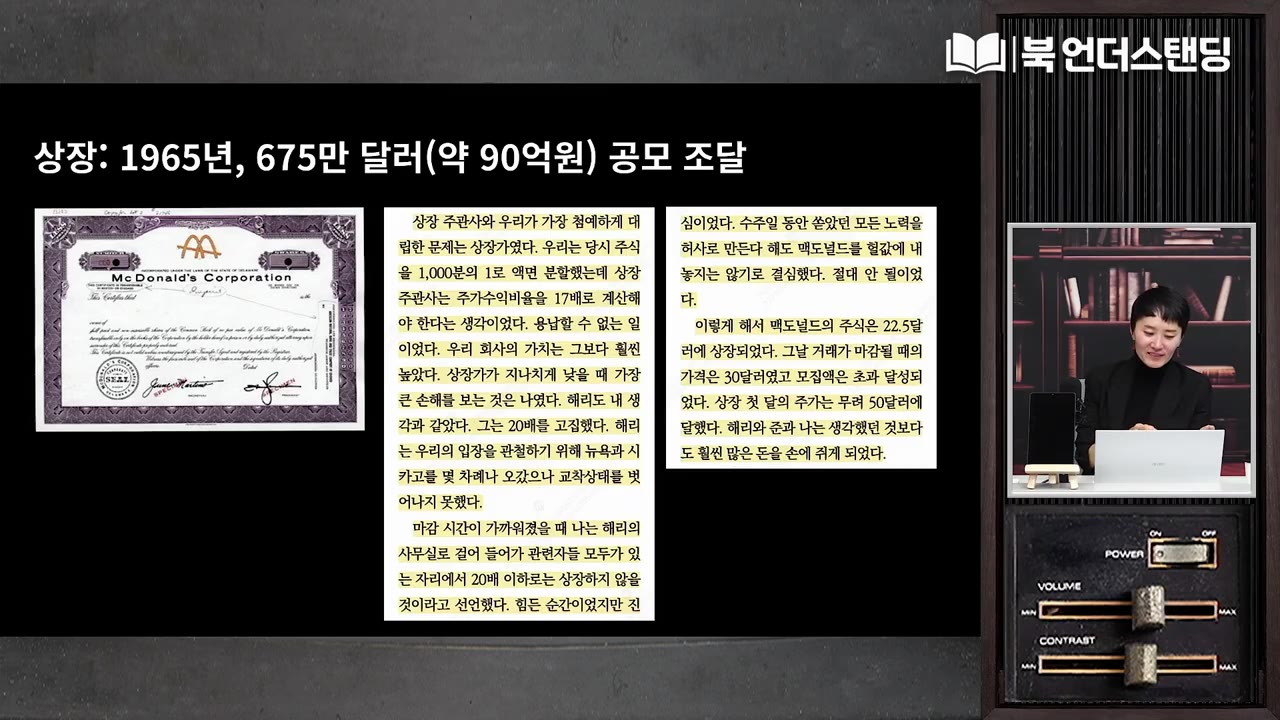 북 언더스탠딩
상장: 1965년, 675만 달러(약 90억원) 공모 조달
INCORPORATED UNDER THE LAWS OF THE STATE OF DELAWARE
McDonald's Corporation
This Certifies that
SEAL
SPECIMEN
상장 주관사와 우리가 가장 첨예하게 대
립한 문제는 상장가였다. 우리는 당시 주식
을 1,000분의 1로 액면 분할했는데 상장
주관사는 주가수익비율을 17배로 계산해
야 한다는 생각이었다. 용납할 수 없는 일
이었다. 우리 회사의 가치는 그보다 훨씬
높았다. 상장가가 지나치게 낮을 때 가장
큰 손해를 보는 것은 나였다. 해리도 내 생
각과 같았다. 그는 20배를 고집했다. 해리
는 우리의 입장을 관철하기 위해 뉴욕과 시
카고를 몇 차례나 오갔으나 교착상태를 벗
어나지 못했다.
마감 시간이 가까워졌을 때 나는 해리의
사무실로 걸어 들어가 관련자들 모두가 있
는 자리에서 20배 이하로는 상장하지 않을
것이라고 선언했다. 힘든 순간이었지만 진
심이었다. 수주일 동안 쏟았던 모든 노력을
허사로 만든다 해도 맥도널드를 헐값에 내
놓지는 않기로 결심했다. 절대 안 될이었
다.
이렇게 해서 맥도널드의 주식은 22.5달
러에 상장되었다. 그날 거래가 마감될 때의
가격은 30달러였고 모집액은 초과 달성되
었다. 상장 첫 달의 주가는 무려 50달러에
달했다. 해리와 준과 나는 생각했던 것보다
도 훨씬 많은 돈을 손에 쥐게 되었다.
ON OFF
POWER
VOLUME
MIN MAX
CONTRAST
MIN MAX